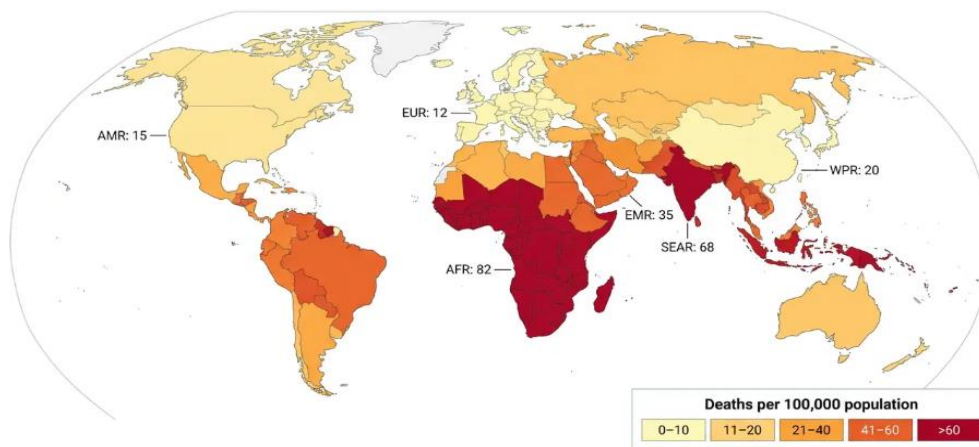 AMR: 15
EUR: 12
WPR: 20
EMR: 35
SEAR: 68
AFR: 82
Deaths per 100,000 population
0–10 11–20 21–40 41–60 >60